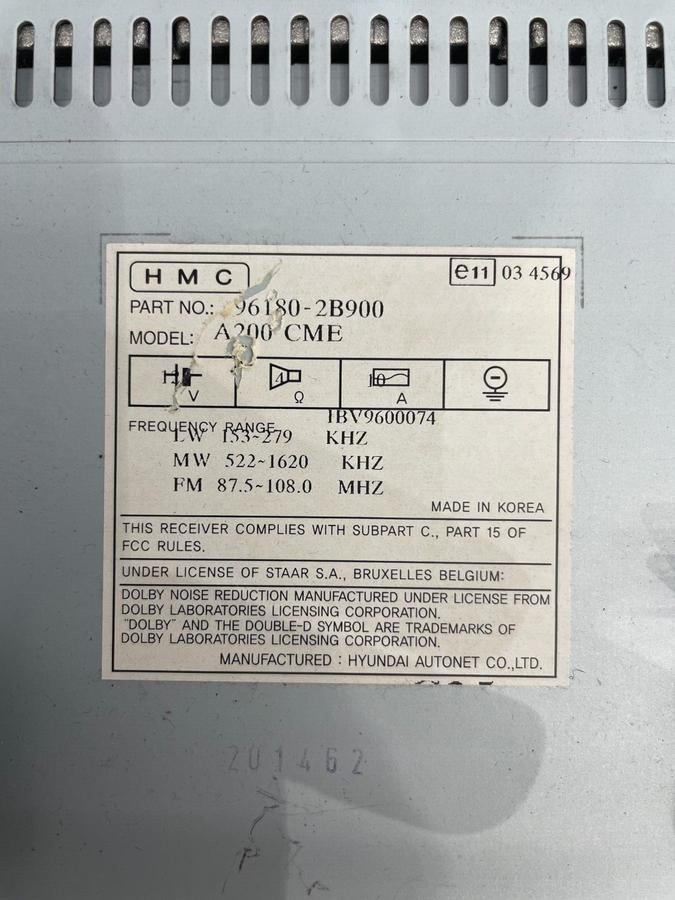 HMC
e11 03 4569
PART NO.: 96180-2B900
MODEL: A200 CME
4
10
V
Ω
A
1BV9600074
FREQUENCY RANGE
LW 153~279 KHZ
MW 522~1620 KHZ
FM 87.5~108.0 MHZ
MADE IN KOREA
THIS RECEIVER COMPLIES WITH SUBPART C., PART 15 OF
FCC RULES.
UNDER LICENSE OF STAAR S.A., BRUXELLES BELGIUM:
DOLBY NOISE REDUCTION MANUFACTURED UNDER LICENSE FROM
DOLBY LABORATORIES LICENSING CORPORATION.
"DOLBY" AND THE DOUBLE-D SYMBOL ARE TRADEMARKS OF
DOLBY LABORATORIES LICENSING CORPORATION.
MANUFACTURED : HYUNDAI AUTONET CO.,LTD.
201462